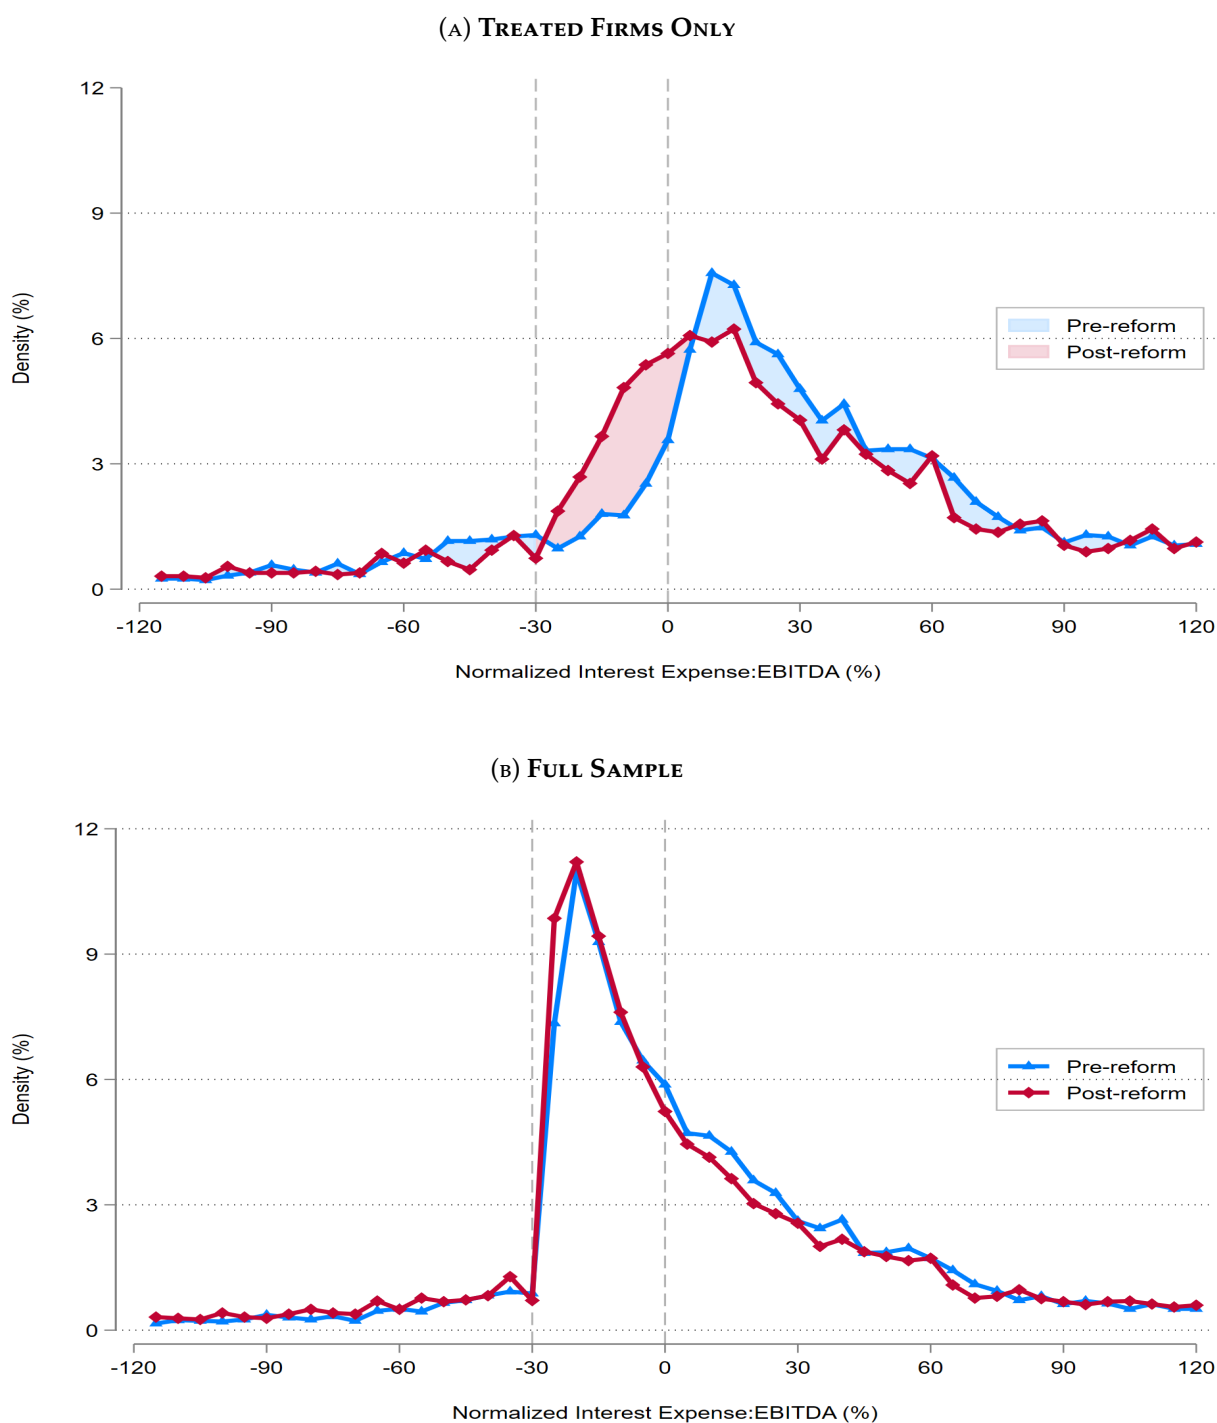 (A) TREATED FIRMS ONLY
12
9
6
3
0
Density (%)
Pre-reform
Post-reform
-120 -90 -60 -30 0 30 60 90 120
Normalized Interest Expense:EBITDA (%)
(B) FULL SAMPLE
12
9
6
3
0
Density (%)
Pre-reform
Post-reform
-120 -90 -60 -30 0 30 60 90 120
Normalized Interest Expense:EBITDA (%)